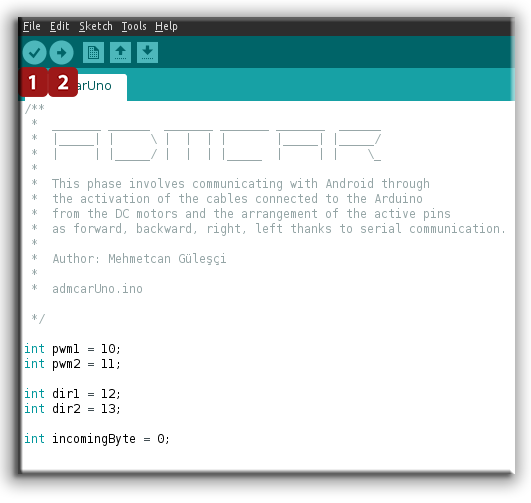 File Edit Sketch Tools Help
1 2 carUno
/**
*
* ADMCAR
*
* This phase involves communicating with Android through
* the activation of the cables connected to the Arduino
* from the DC motors and the arrangement of the active pins
* as forward, backward, right, left thanks to serial communication.
*
* Author: Mehmetcan Güleşçi
*
* admcarUno.ino
*/
int pwm1 = 10;
int pwm2 = 11;
int dir1 = 12;
int dir2 = 13;
int incomingByte = 0;